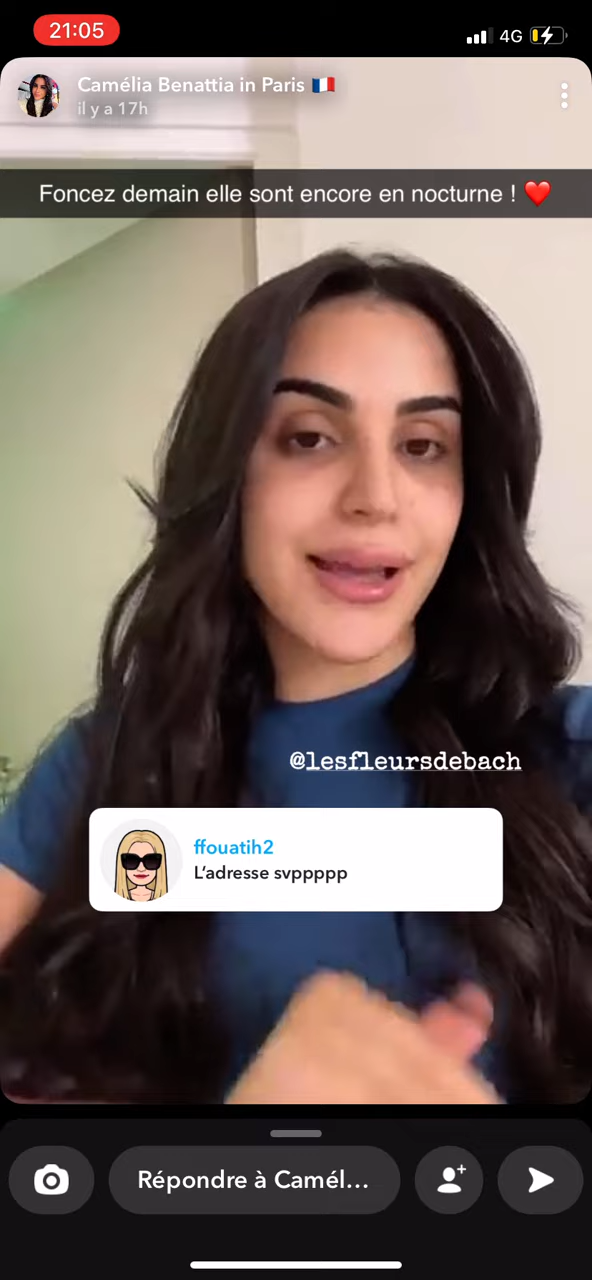 21:05
4G
Camélia Benattia in Paris 🇫🇷
il y a 17h
Foncez demain elle sont encore en nocturne ! ❤️
@lesfleursdebach
ffouatih2
L'adresse svppppp
Répondre à Camél...